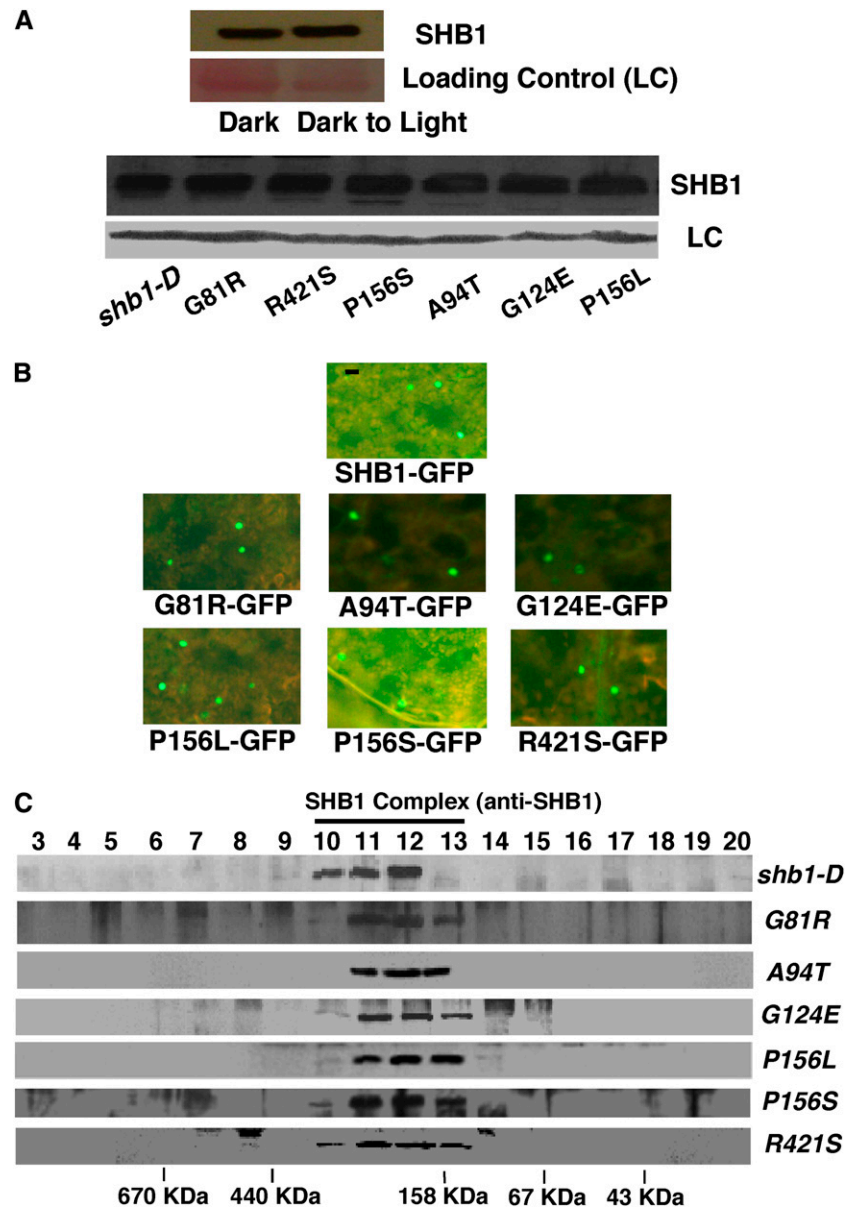 A
SHB1
Loading Control (LC)
Dark Dark to Light
SHB1
LC
shb1-D G81R R421S P156S A94T G124E P156L
B
SHB1-GFP
G81R-GFP A94T-GFP G124E-GFP
P156L-GFP P156S-GFP R421S-GFP
C
SHB1 Complex (anti-SHB1)
3 4 5 6 7 8 9 10 11 12 13 14 15 16 17 18 19 20
shb1-D
G81R
A94T
G124E
P156L
P156S
R421S
670 KDa 440 KDa 158 KDa 67 KDa 43 KDa